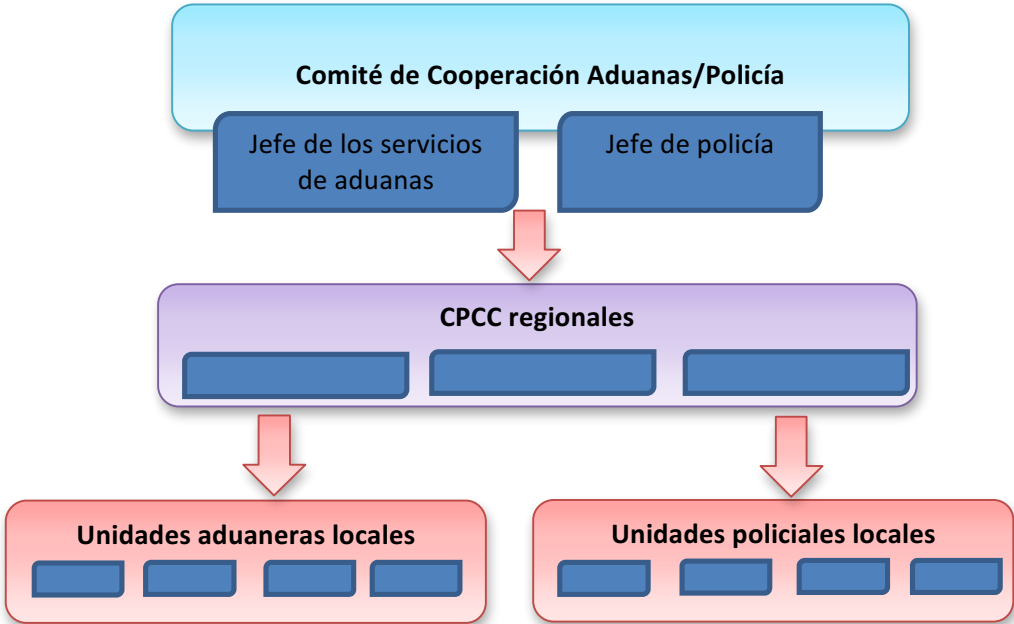 Comité de Cooperación Aduanas/Policía
Jefe de los servicios
de aduanas
Jefe de policía
CPCC regionales
Unidades aduaneras locales
Unidades policiales locales